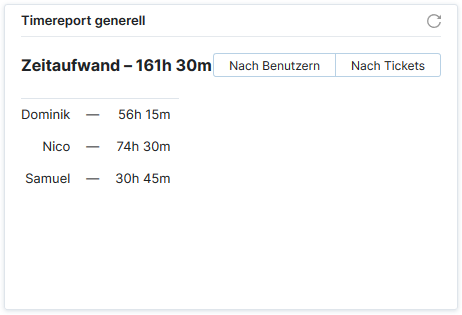 Timereport generell
Zeitaufwand – 161h 30m Nach Benutzern Nach Tickets
Dominik — 56h 15m
Nico — 74h 30m
Samuel — 30h 45m